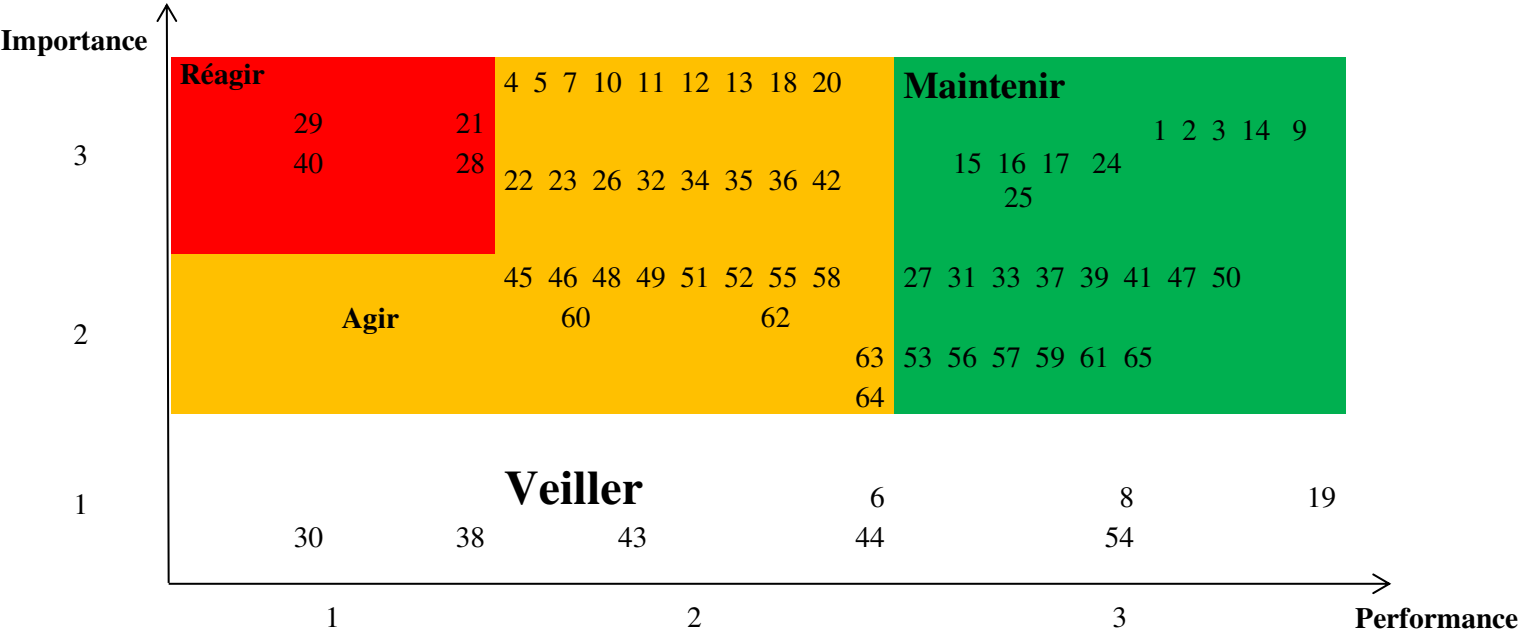 Importance
Réagir
4 5 7 10 11 12 13 18 20
Maintenir
29 21
1 2 3 14 9
3
40 28
15 16 17 24
22 23 26 32 34 35 36 42
25
45 46 48 49 51 52 55 58
27 31 33 37 39 41 47 50
2
Agir
60 62
63
53 56 57 59 61 65
64
1
Veiller
6 8 19
30 38 43 44 54
1 2 3
Performance